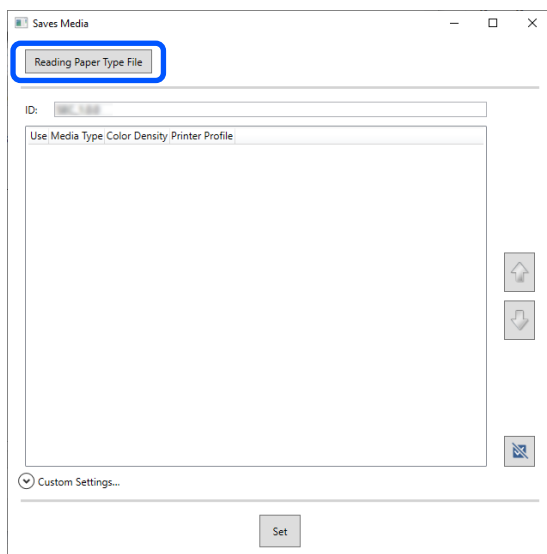 Saves Media
Reading Paper Type File
ID:
Use Media Type Color Density Printer Profile
Custom Settings...
Set